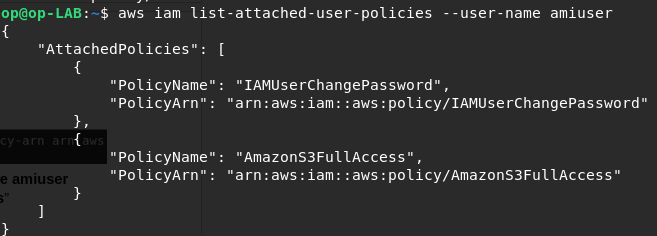 op@op-LAB:~$ aws iam list-attached-user-policies --user-name amiuser
{
    "AttachedPolicies": [
        {
            "PolicyName": "IAMUserChangePassword",
            "PolicyArn": "arn:aws:iam::aws:policy/IAMUserChangePassword"
        },
cy-arn arn:aws
        {
            "PolicyName": "AmazonS3FullAccess",
            "PolicyArn": "arn:aws:iam::aws:policy/AmazonS3FullAccess"
e amiuser
        }
s"
    ]
}